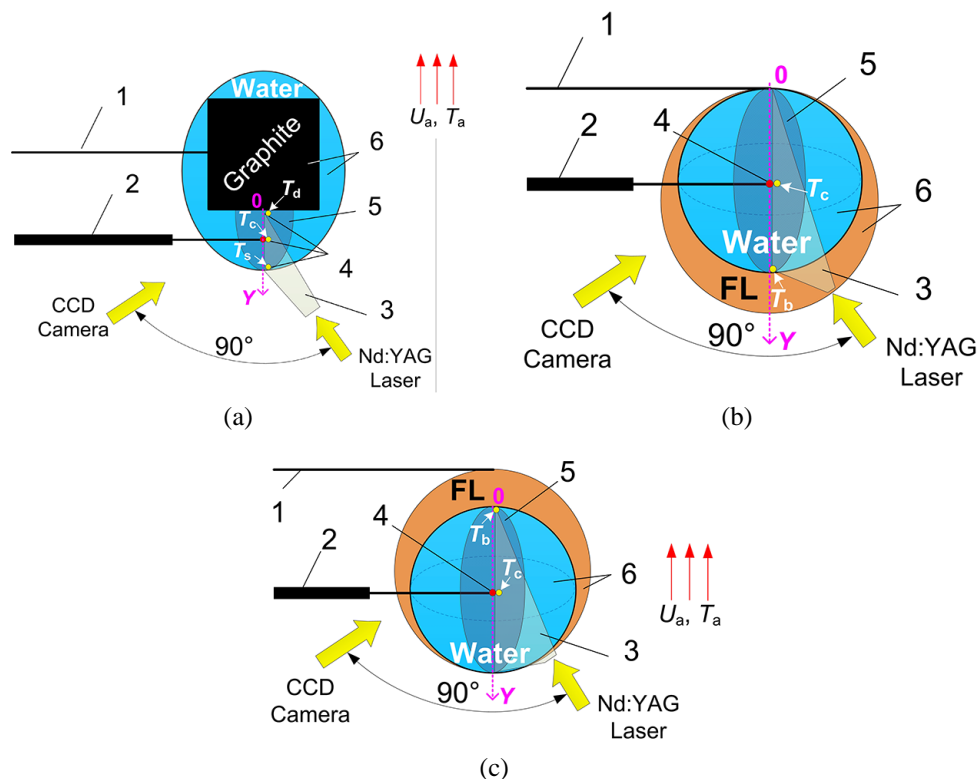 1
2
Water
Graphite
6
5
0
Td
Tc
Ts
4
Y
3
CCD
Camera
90°
Nd:YAG
Laser
Ua, Ta
(a)
1
0
5
2
4
6
Tc
Water
FL
Tb
3
CCD
Camera
90°
Y
Nd:YAG
Laser
(b)
1
FL
0
5
4
2
Tb
Tc
6
Ua, Ta
Water
3
CCD
Camera
90°
Y
Nd:YAG
Laser
(c)